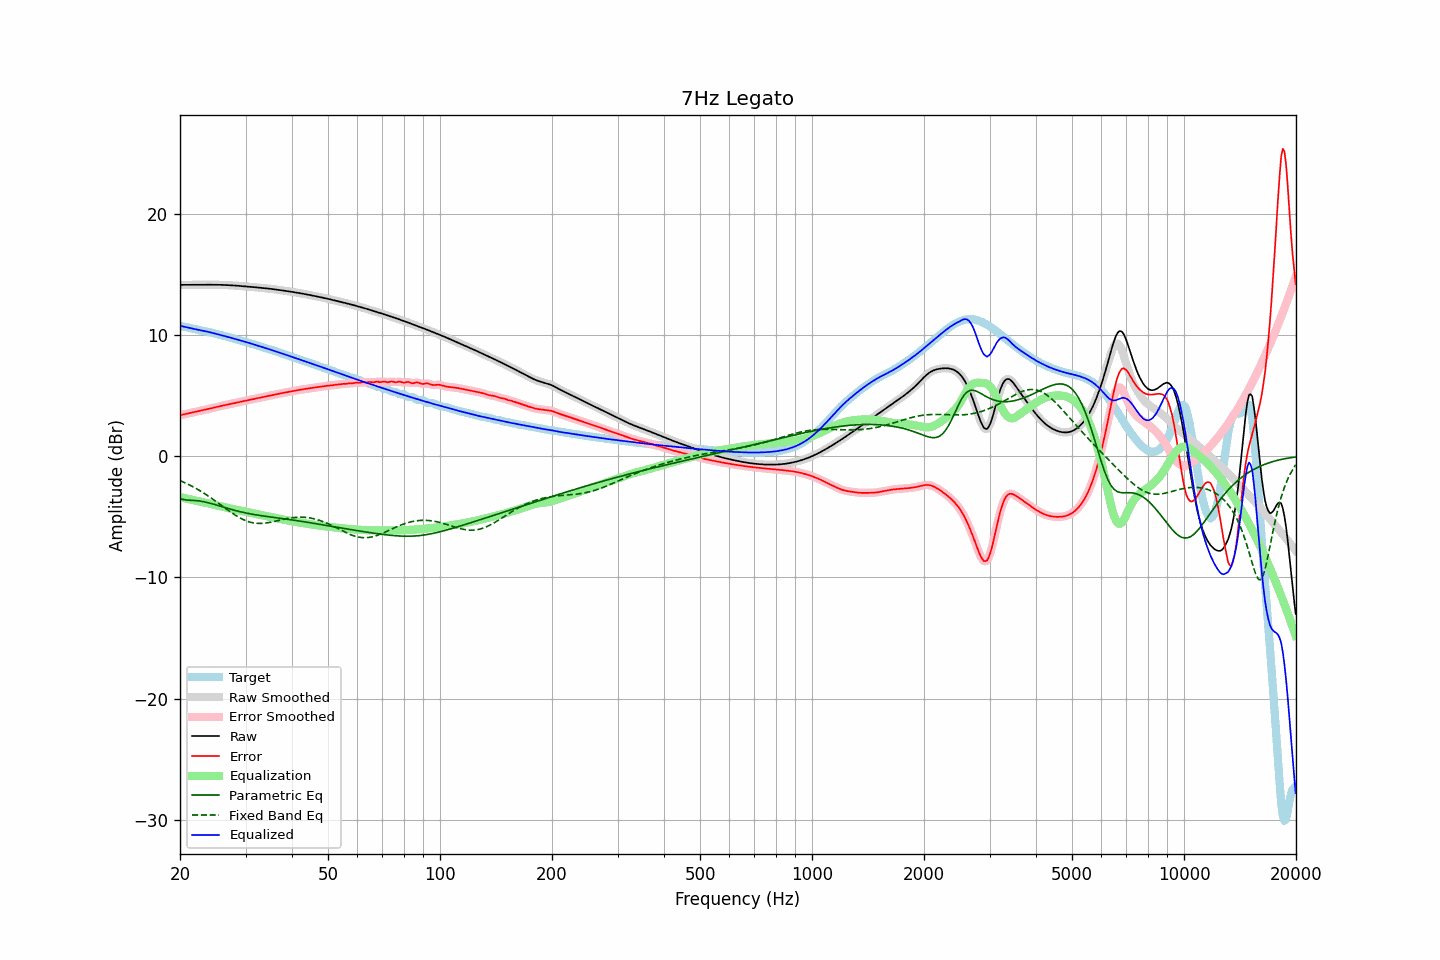 7Hz Legato
Amplitude (dBr)
20
10
0
−10
−20
−30
Target
Raw Smoothed
Error Smoothed
Raw
Error
Equalization
Parametric Eq
Fixed Band Eq
Equalized
20 50 100 200 500 1000 2000 5000 10000 20000
Frequency (Hz)